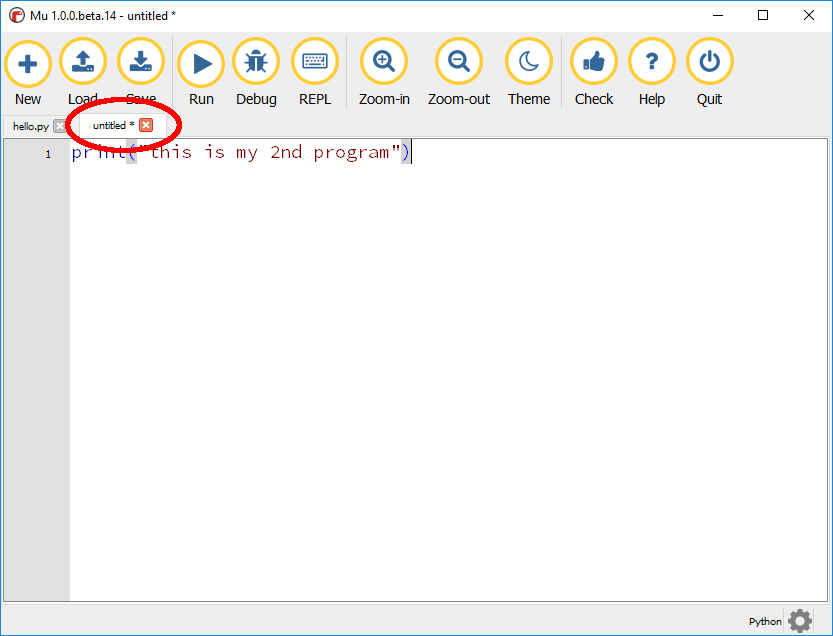 Mu 1.0.0.beta.14 - untitled *
New Load Save Run Debug REPL Zoom-in Zoom-out Theme Check Help Quit
hello.py untitled *
1 print("this is my 2nd program")
Python